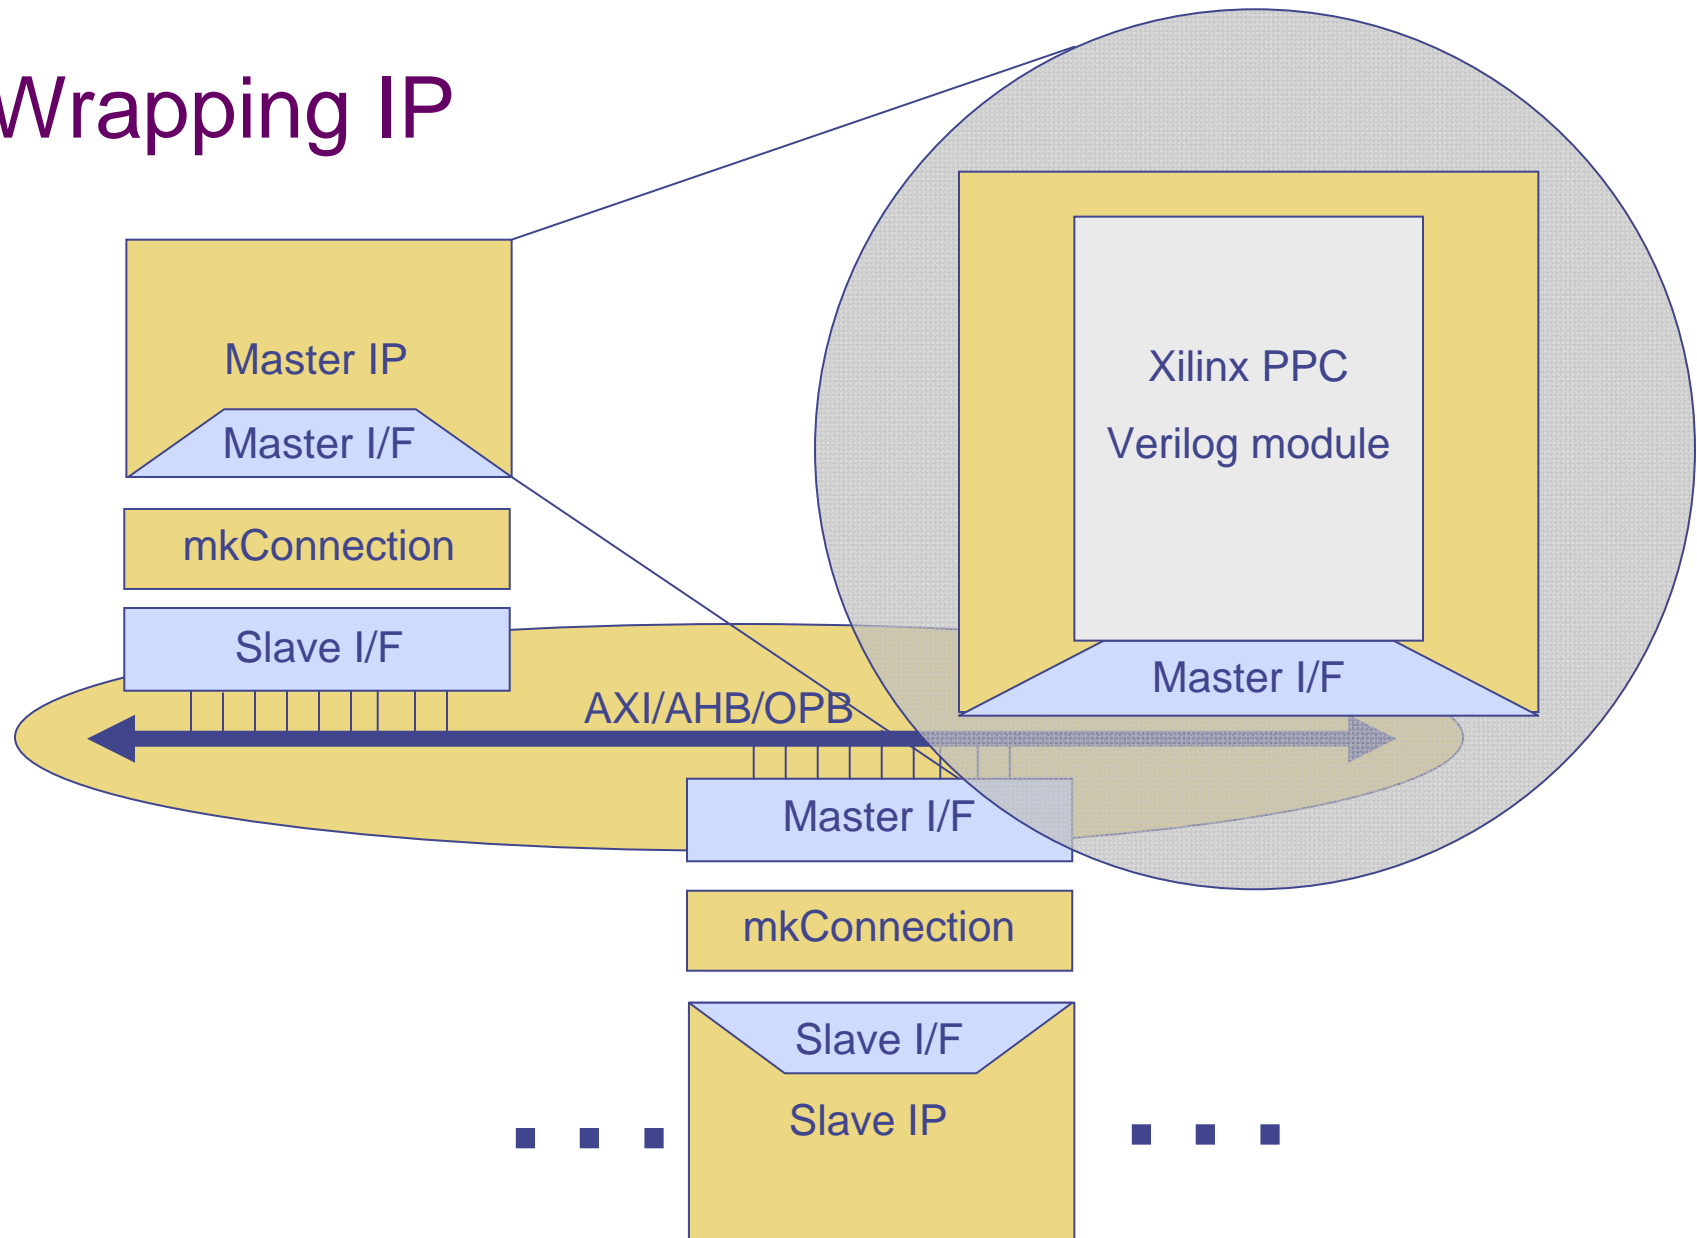 Wrapping IP
Master IP
Master I/F
mkConnection
Slave I/F
AXI/AHB/OPB
Xilinx PPC
Verilog module
Master I/F
Master I/F
mkConnection
Slave I/F
Slave IP